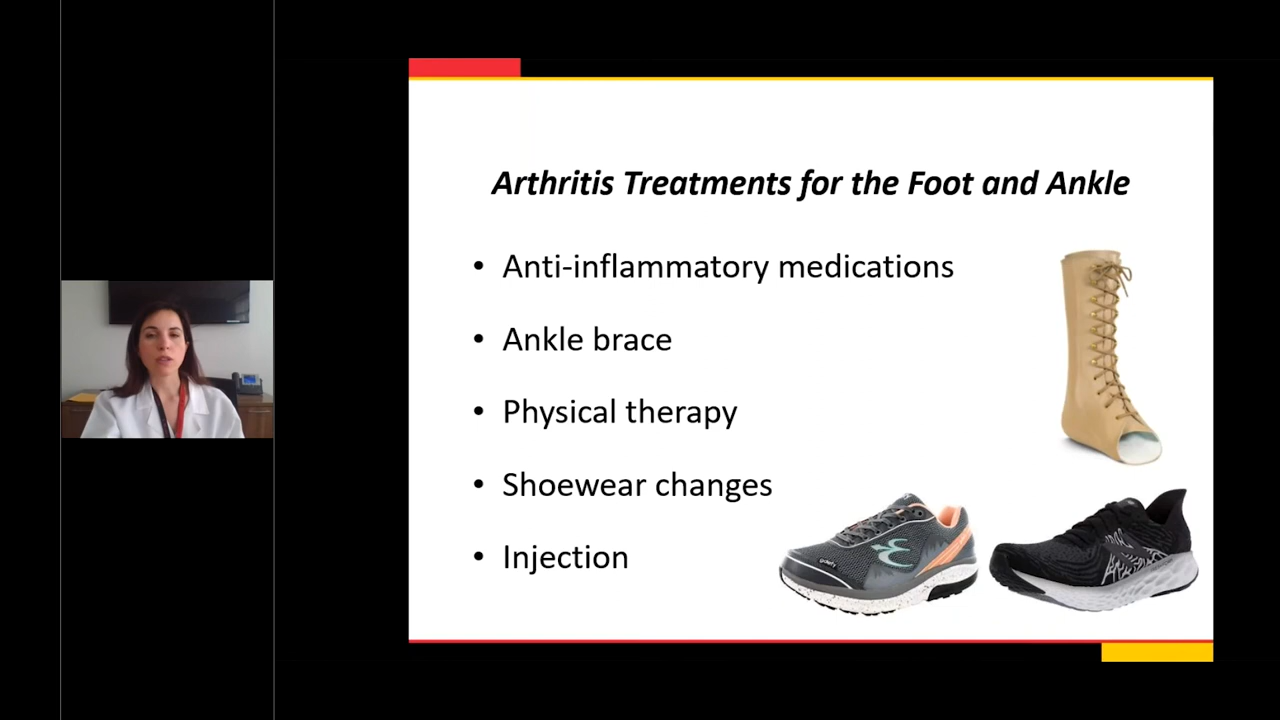 Arthritis Treatments for the Foot and Ankle
• Anti-inflammatory medications
• Ankle brace
• Physical therapy
• Shoewear changes
• Injection